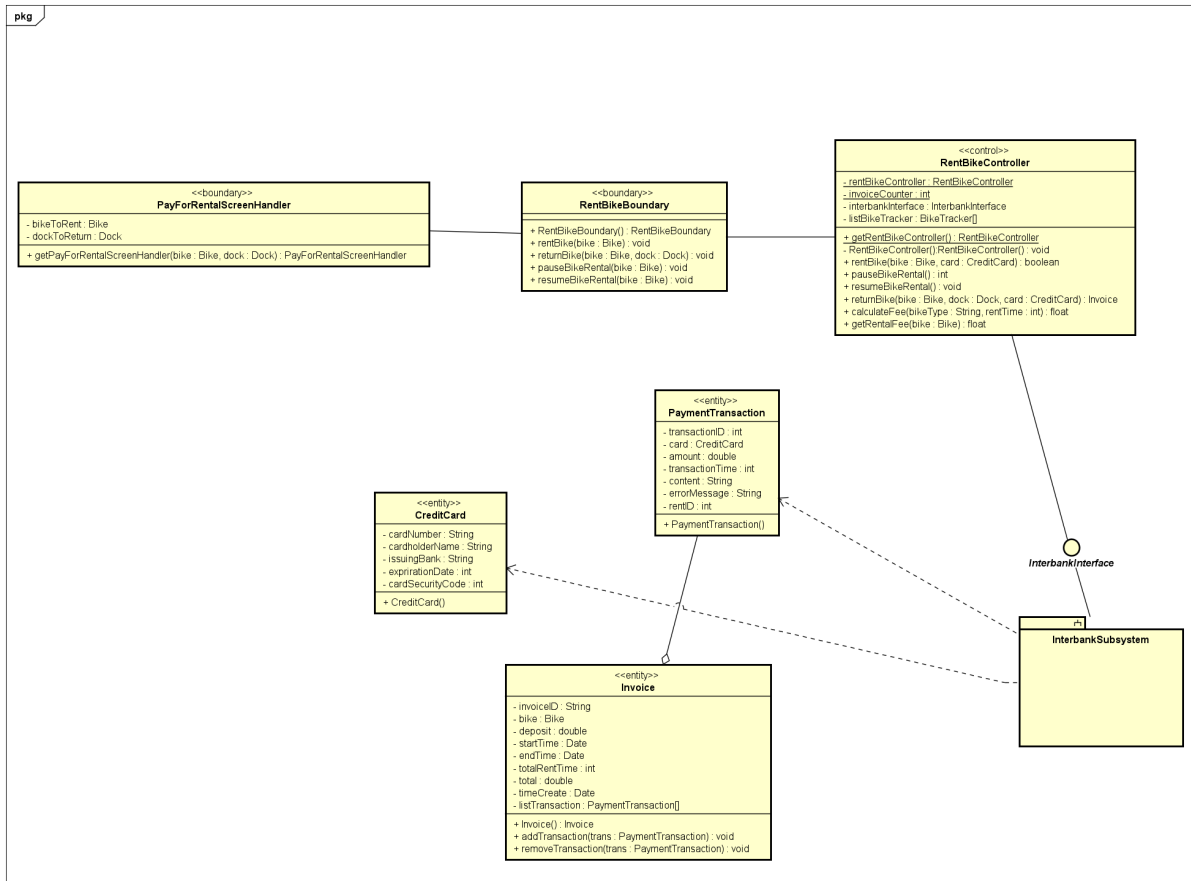 pkg
<<boundary>>
PayForRentalScreenHandler
- bikeToRent : Bike
- dockToReturn : Dock
+ getPayForRentalScreenHandler(bike : Bike, dock : Dock) : PayForRentalScreenHandler
<<boundary>>
RentBikeBoundary
+ RentBikeBoundary() : RentBikeBoundary
+ rentBike(bike : Bike) : void
+ returnBike(bike : Bike, dock : Dock) : void
+ pauseBikeRental(bike : Bike) : void
+ resumeBikeRental(bike : Bike) : void
<<control>>
RentBikeController
- rentBikeController : RentBikeController
- invoiceCounter : int
- interbankInterface : InterbankInterface
- listBikeTracker : BikeTracker[]
+ getRentBikeController() : RentBikeController
- RentBikeController():RentBikeController() : void
+ rentBike(bike : Bike, card : CreditCard) : boolean
+ pauseBikeRental() : int
+ resumeBikeRental() : void
+ returnBike(bike : Bike, dock : Dock, card : CreditCard) : Invoice
+ calculateFee(bikeType : String, rentTime : int) : float
+ getRentalFee(bike : Bike) : float
<<entity>>
PaymentTransaction
- transactionID : int
- card : CreditCard
- amount : double
- transactionTime : int
- content : String
- errorMessage : String
- rentID : int
+ PaymentTransaction()
<<entity>>
CreditCard
- cardNumber : String
- cardholderName : String
- issuingBank : String
- exprirationDate : int
- cardSecurityCode : int
+ CreditCard()
InterbankInterface
InterbankSubsystem
<<entity>>
Invoice
- invoiceID : String
- bike : Bike
- deposit : double
- startTime : Date
- endTime : Date
- totalRentTime : int
- total : double
- timeCreate : Date
- listTransaction : PaymentTransaction[]
+ Invoice() : Invoice
+ addTransaction(trans : PaymentTransaction) : void
+ removeTransaction(trans : PaymentTransaction) : void